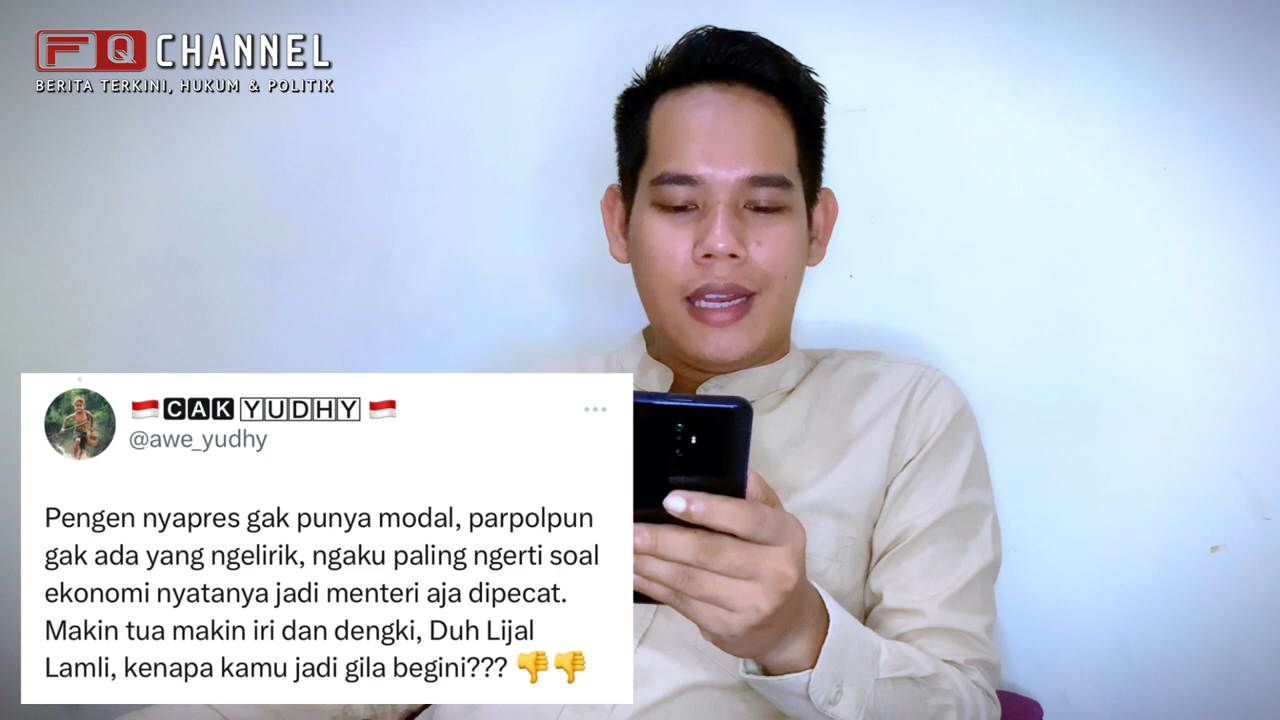 FQ CHANNEL
BERITA TERKINI, HUKUM & POLITIK
🇮🇩 CAK YUDHY 🇮🇩
@awe_yudhy
Pengen nyapres gak punya modal, parpolpun
gak ada yang ngelirik, ngaku paling ngerti soal
ekonomi nyatanya jadi menteri aja dipecat.
Makin tua makin iri dan dengki, Duh Lijal
Lamli, kenapa kamu jadi gila begini??? 👎👎